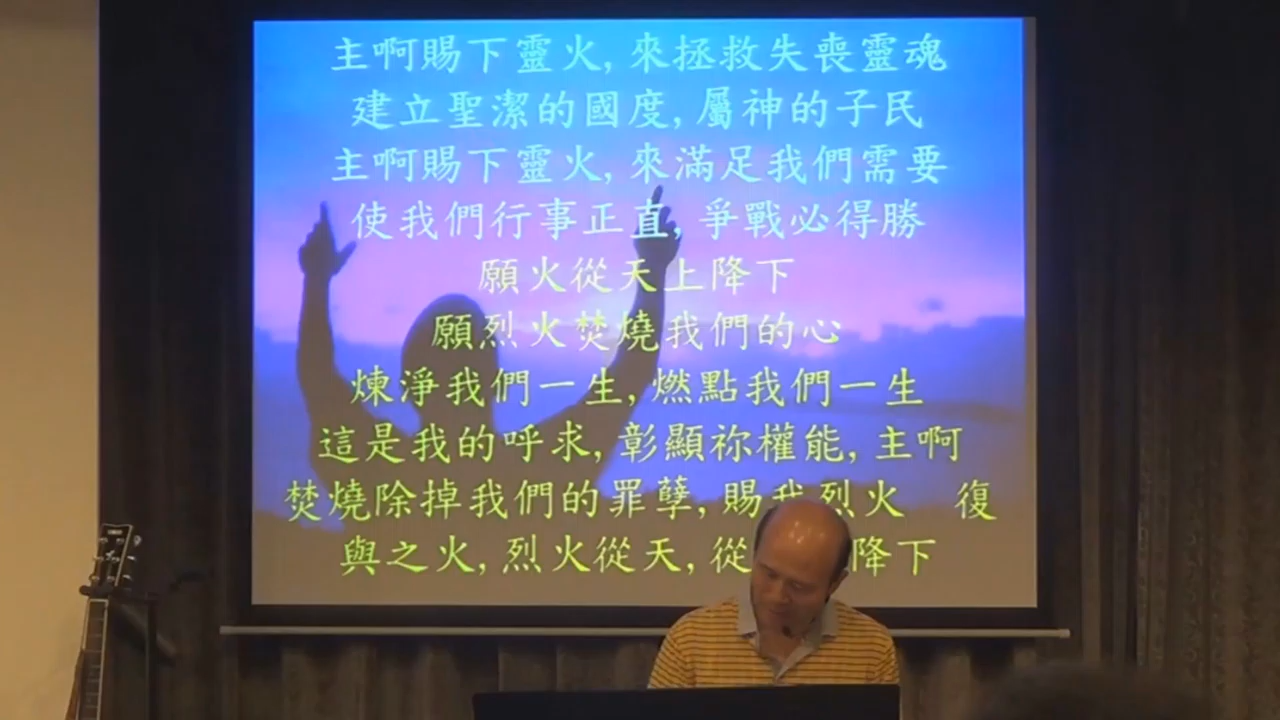 主啊賜下靈火,來拯救失喪靈魂
建立聖潔的國度,屬神的子民
主啊賜下靈火,來滿足我們需要
使我們行事正直,爭戰必得勝
願火從天上降下
願烈火焚燒我們的心
煉淨我們一生,燃點我們一生
這是我的呼求,彰顯祢權能,主啊
焚燒除掉我們的罪孽,賜我烈火 復
興之火,烈火從天,從 降下